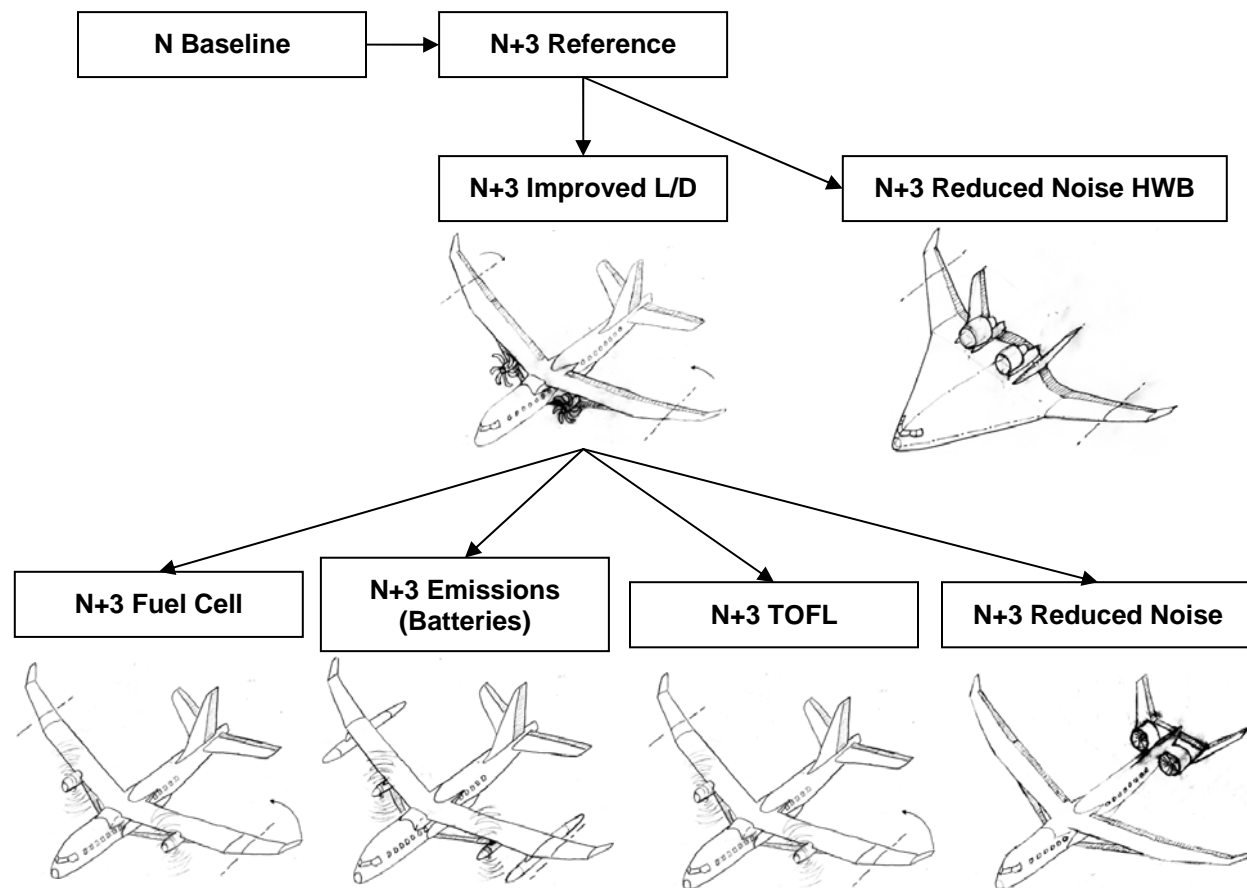 N Baseline
N+3 Reference
N+3 Improved L/D
N+3 Reduced Noise HWB
N+3 Fuel Cell
N+3 Emissions
(Batteries)
N+3 TOFL
N+3 Reduced Noise